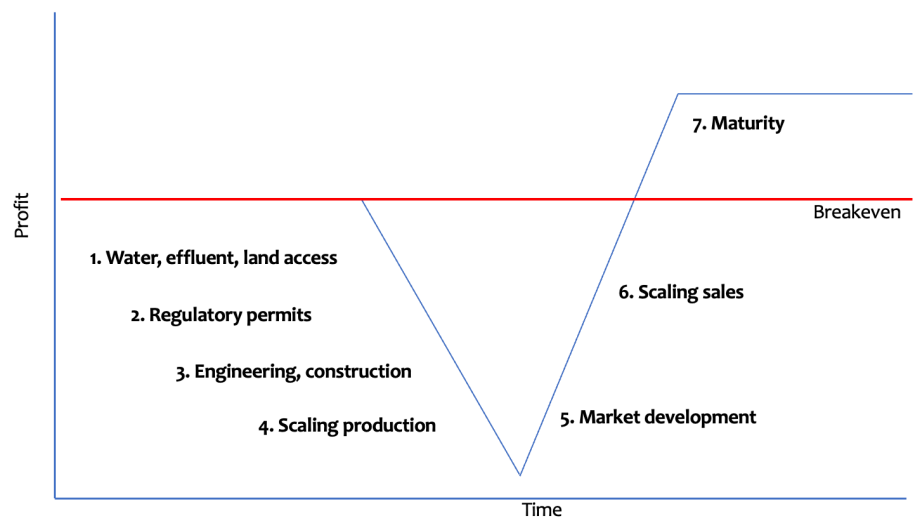 7. Maturity
Profit
Breakeven
1. Water, effluent, land access
6. Scaling sales
2. Regulatory permits
3. Engineering, construction
5. Market development
4. Scaling production
Time